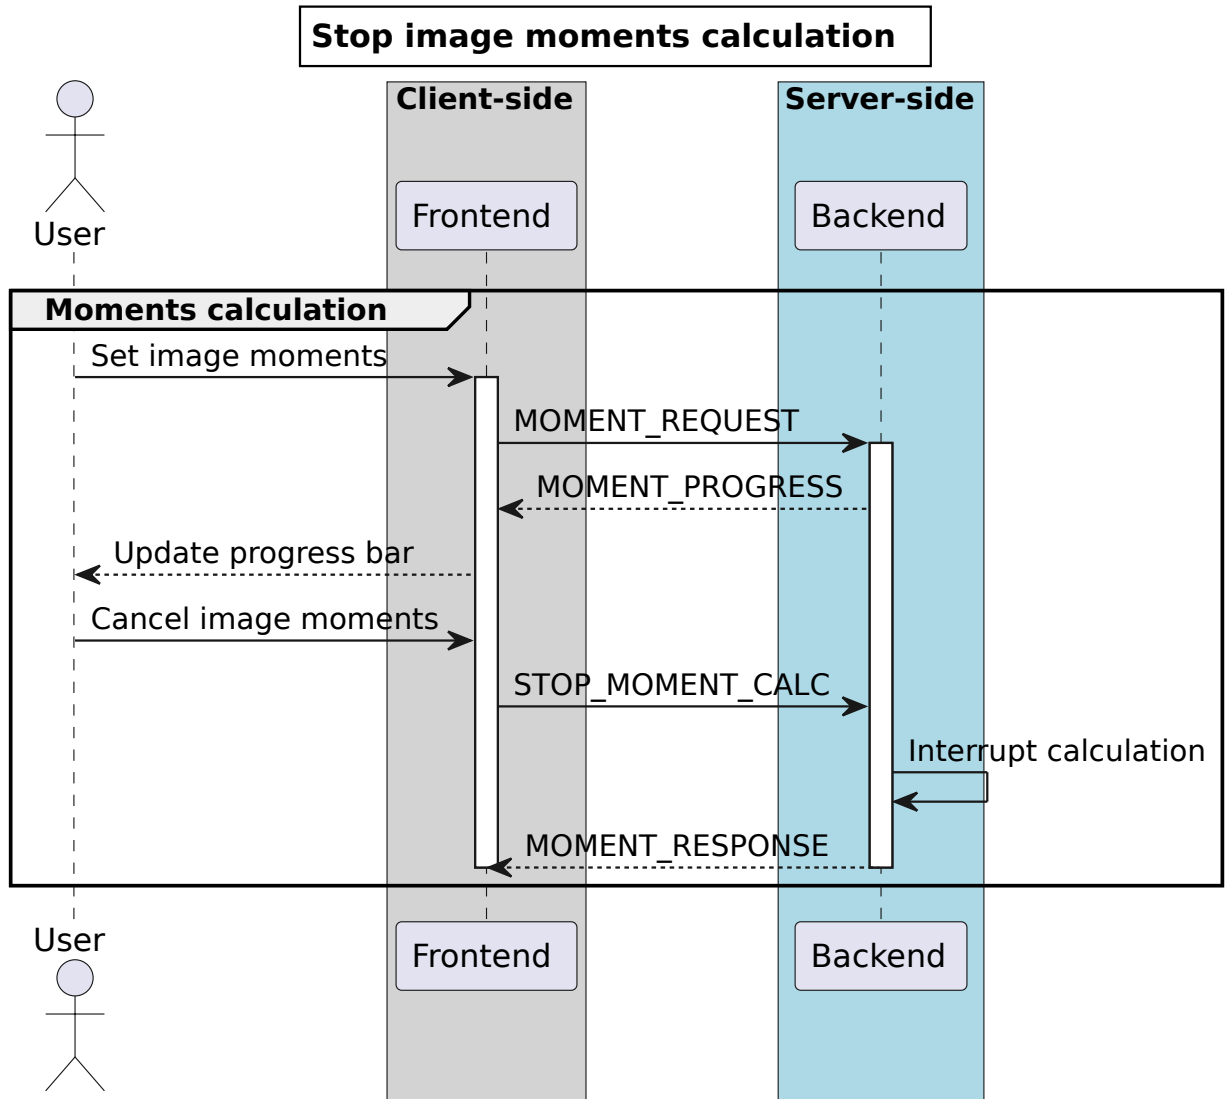 Stop image moments calculation
Client-side
Server-side
User
Frontend
Backend
Moments calculation
Set image moments
MOMENT_REQUEST
MOMENT_PROGRESS
Update progress bar
Cancel image moments
STOP_MOMENT_CALC
Interrupt calculation
MOMENT_RESPONSE
User
Frontend
Backend